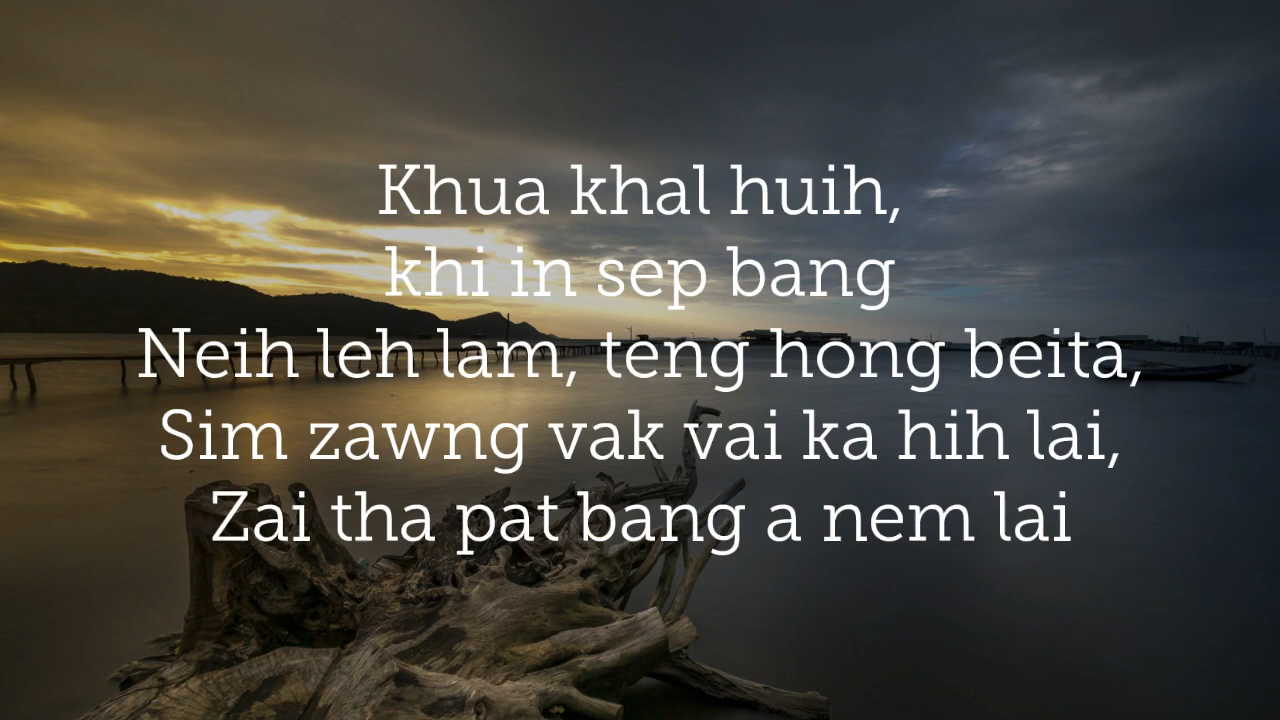 Khua khal huih,
khi in sep bang
Neih leh lam, teng hong beita,
Sim zawng vak vai ka hih lai,
Zai tha pat bang a nem lai